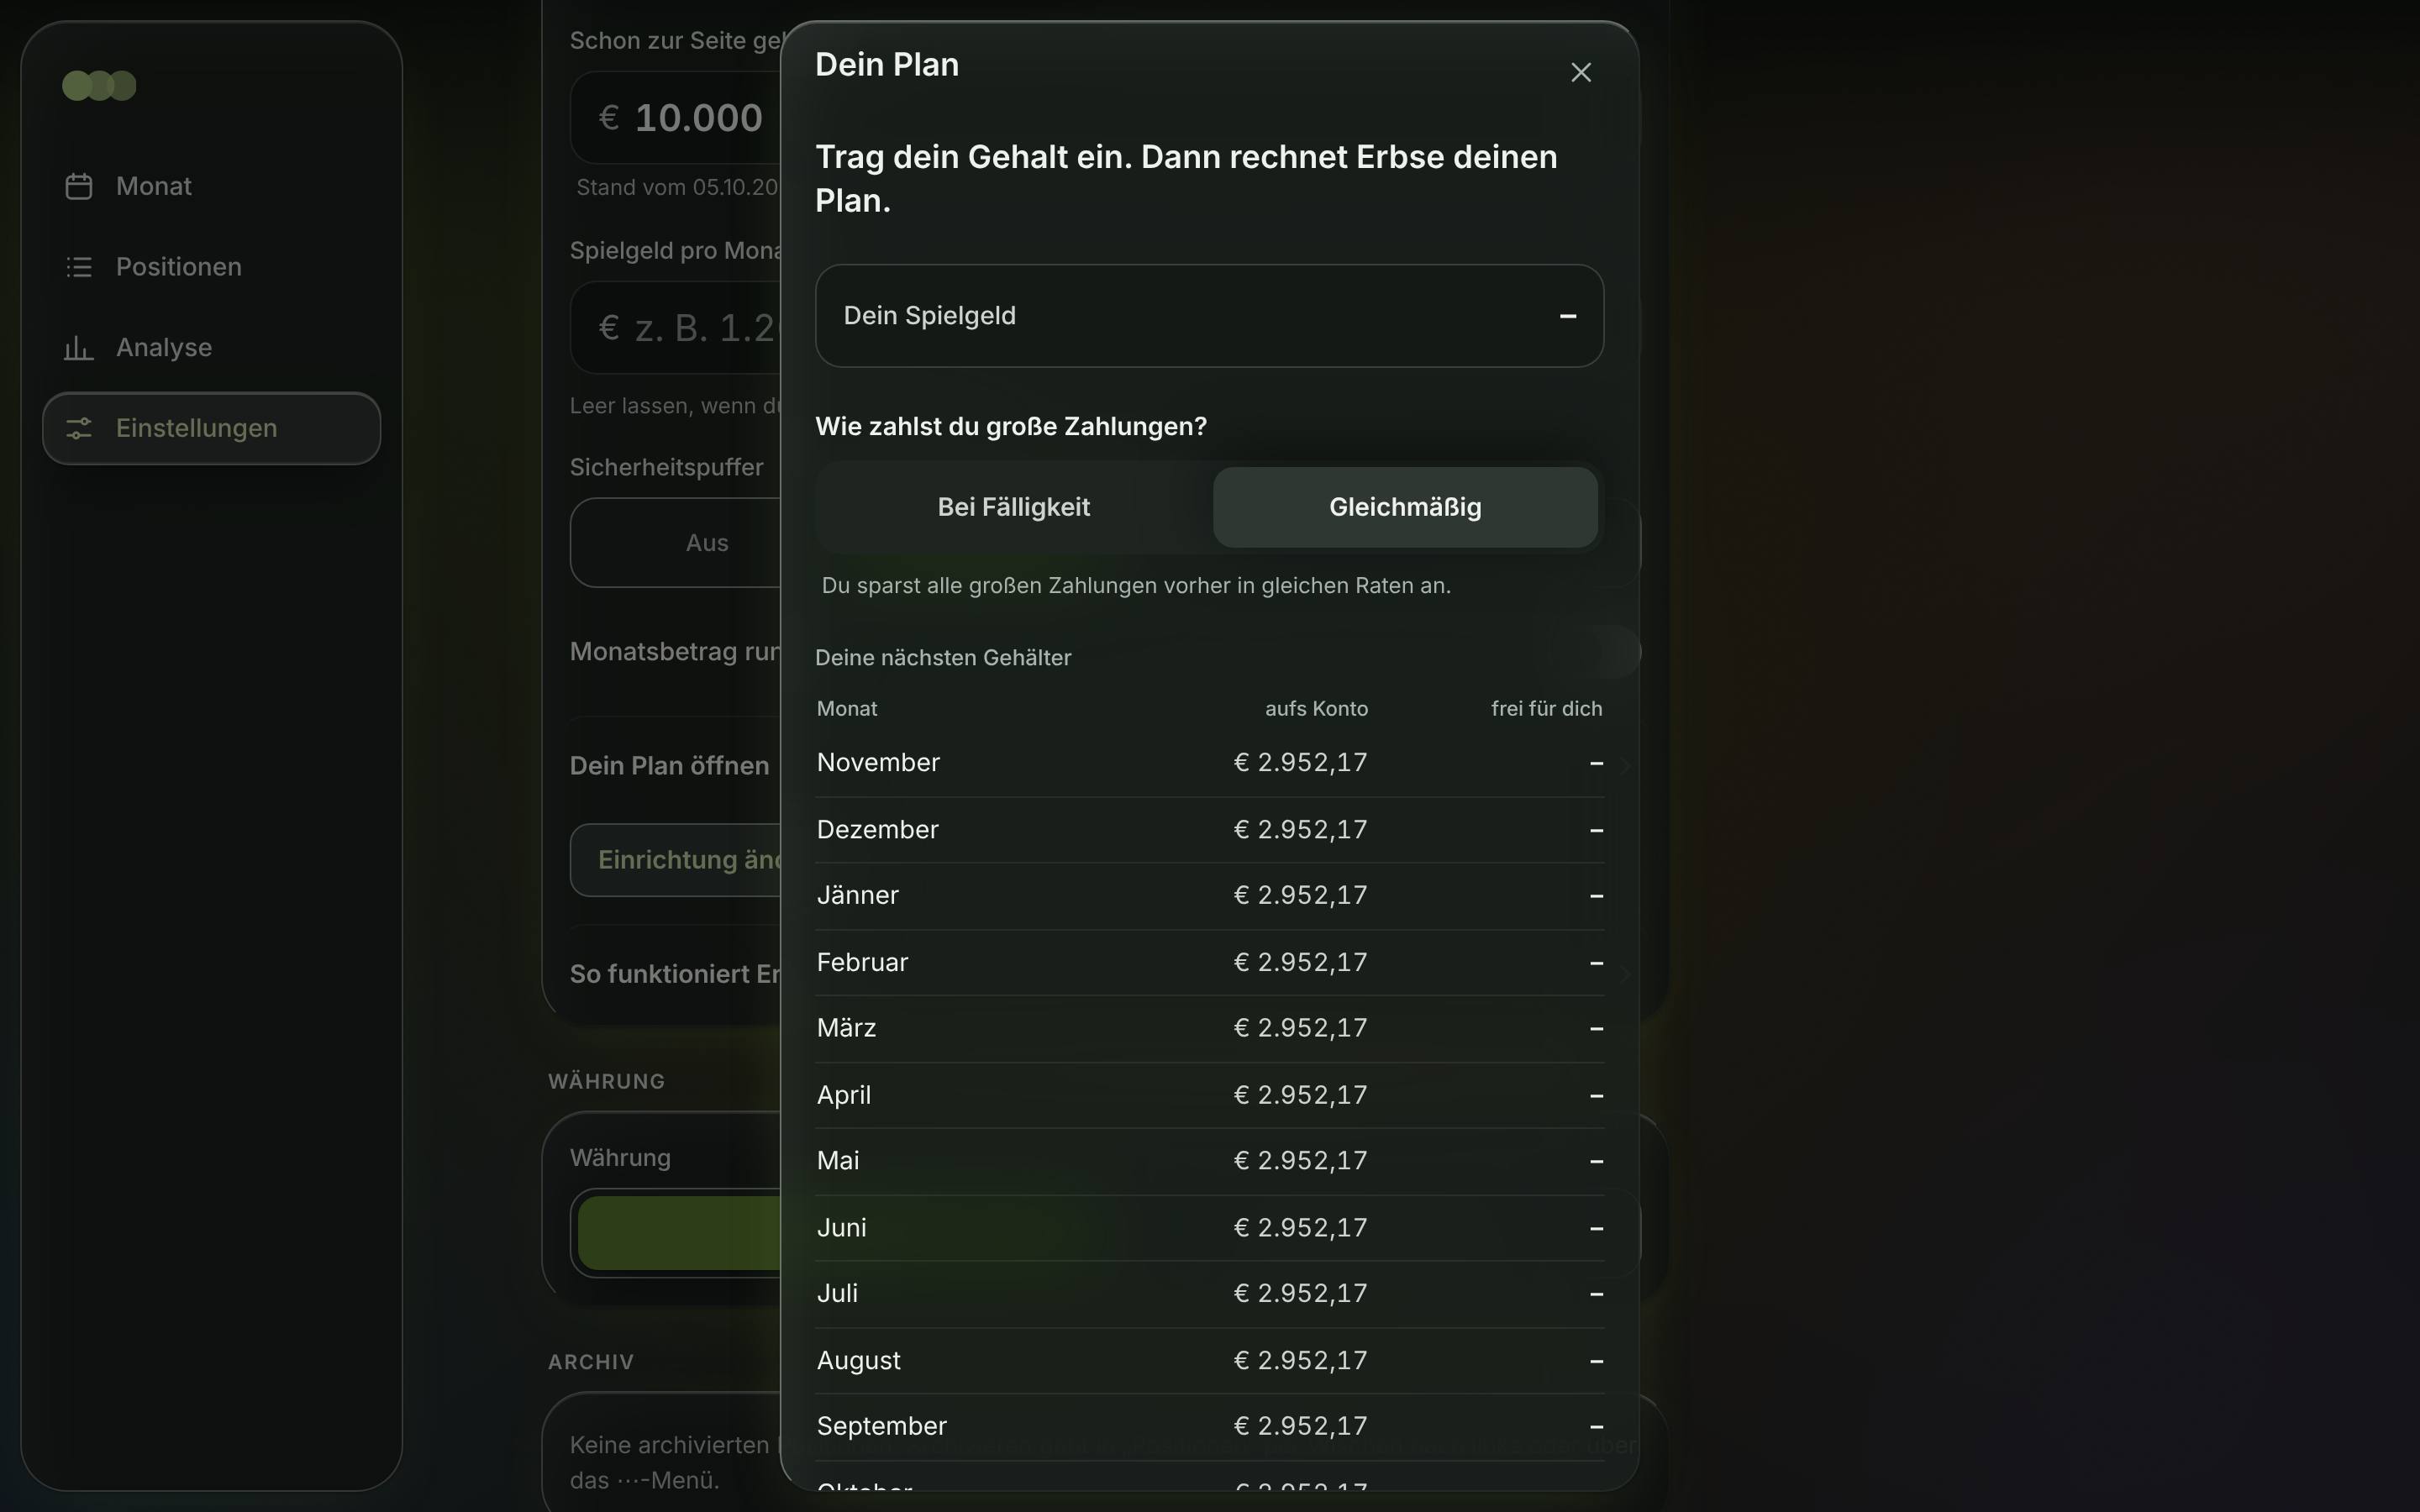 Monat
Positionen
Analyse
Einstellungen
Schon zur Seite
€ 10.000
Stand vom 05.10.20
Spielgeld pro
€ z. B.
Leer lassen, wenn
Sicherheitspuffer
Aus
Monatsbetrag
Dein Plan öffnen
Einrichtung
So funktioniert
WÄHRUNG
Währung
ARCHIV
Keine archivierten
das ···-Menü.
Dein Plan
Trag dein Gehalt ein. Dann rechnet Erbse deinen
Plan.
Dein Spielgeld –
Wie zahlst du große Zahlungen?
Bei Fälligkeit Gleichmäßig
Du sparst alle großen Zahlungen vorher in gleichen Raten an.
Deine nächsten Gehälter
Monat aufs Konto frei für dich
November € 2.952,17 –
Dezember € 2.952,17 –
Jänner € 2.952,17 –
Februar € 2.952,17 –
März € 2.952,17 –
April € 2.952,17 –
Mai € 2.952,17 –
Juni € 2.952,17 –
Juli € 2.952,17 –
August € 2.952,17 –
September € 2.952,17 –